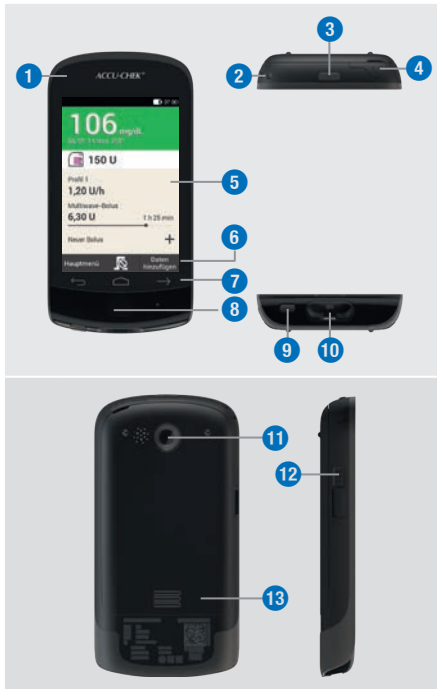 1
ACCU-CHEK®
106 mg/dL
150 U
Profil 1
1,20 U/h
Multiwave-Bolus
6,30 U
1 h 25 min
Neuer Bolus +
Hauptmenü
Daten
hinzufügen
2
3
4
5
6
7
8
9
10
11
12
13